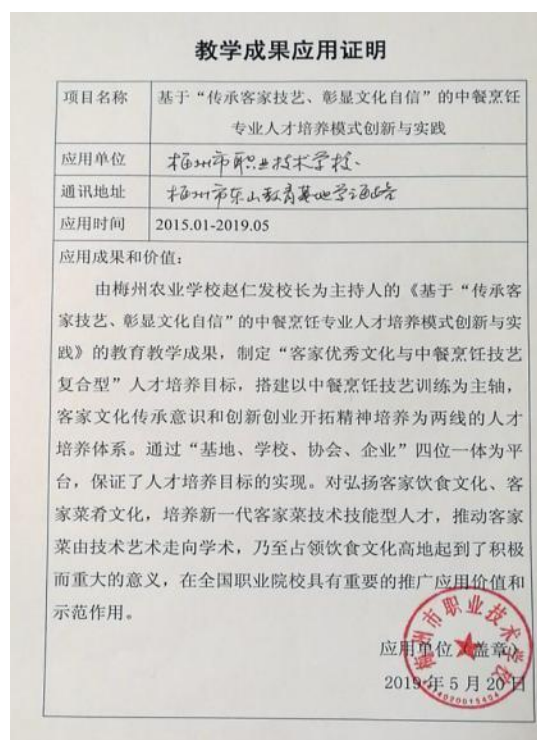 教学成果应用证明
项目名称 基于“传承客家技艺、彰显文化自信”的中餐烹饪
专业人才培养模式创新与实践
应用单位 梅州市职业技术学校
通讯地址 梅州市东山教育基地学海路
应用时间 2015.01-2019.05
应用成果和价值:
由梅州农业学校赵仁发校长为主持人的《基于“传承客
家技艺、彰显文化自信”的中餐烹饪专业人才培养模式创新与实
践》的教育教学成果，制定“客家优秀文化与中餐烹饪技艺
复合型”人才培养目标，搭建以中餐烹饪技艺训练为主轴，
客家文化传承意识和创新创业开拓精神培养为两线的人才
培养体系。通过“基地、学校、协会、企业”四位一体为平
台，保证了人才培养目标的实现。对弘扬客家饮食文化、客
家菜肴文化，培养新一代客家菜技术技能型人才，推动客家
菜由技术艺术走向学术，乃至占领饮食文化高地起到了积极
而重大的意义，在全国职业院校具有重要的推广应用价值和
示范作用。
应用单位（盖章）
2019年5月20日
梅州市职业技术学校